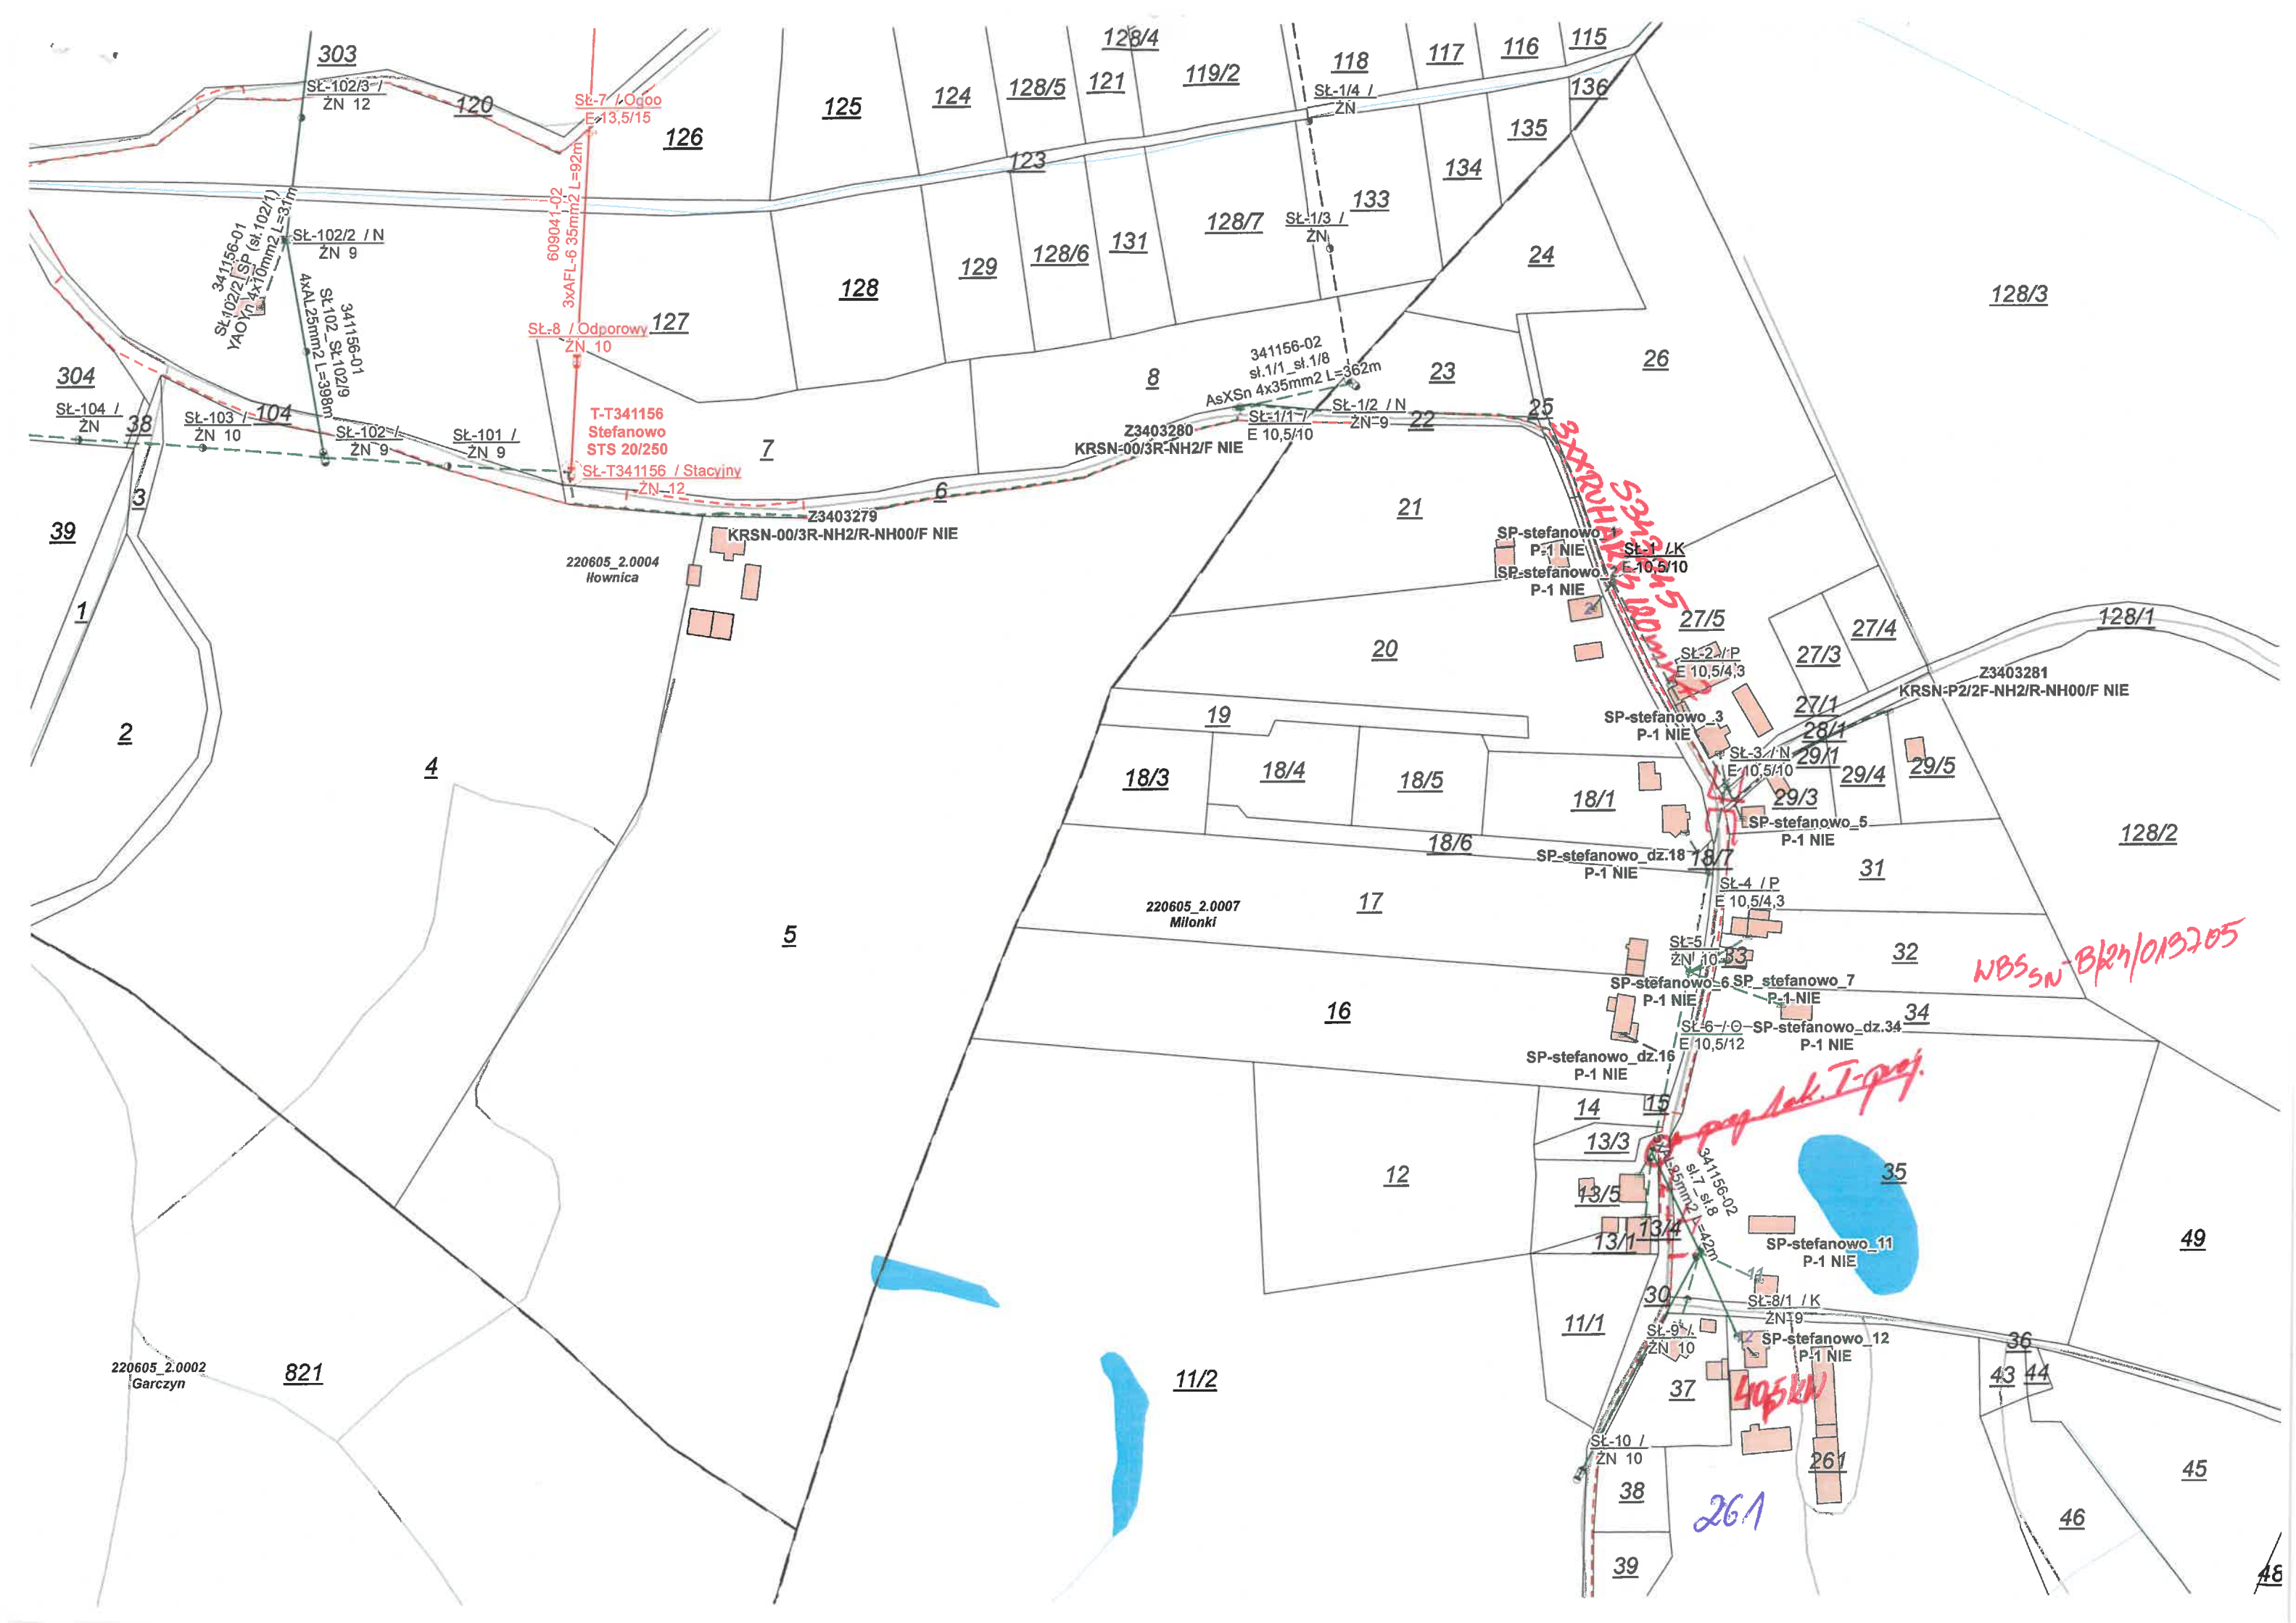 303
SŁ-102/3 /
ŻN 12
120
SŁ-7 / Ogoo
E 13,5/15
126
125
124
128/5
121
128/4
119/2
118
117
116
115
136
SŁ-1/4 /
ŻN
135
134
123
133
128/7
SŁ-1/3 /
ŻN
131
128/6
129
128
127
24
128/3
609041-02
3xAFL-6 35mm2 L=92m
341156-01
SŁ102/2_SP (sł.102/1)
YAOYn 4x10mm2 L=31m
SŁ-102/2 / N
ŻN 9
341156-01
SŁ102_SŁ102/9
4xAL25mm2 L=398m
SŁ-8 / Odporowy
ŻN 10
304
SŁ-104 /
ŻN
38
SŁ-103 /
ŻN 10
104
SŁ-102 /
ŻN 9
SŁ-101 /
ŻN 9
T-T341156
Stefanowo
STS 20/250
SŁ-T341156 / Stacyjny
ŻN 12
7
8
341156-02
sł.1/1_sł.1/8
AsXSn 4x35mm2 L=362m
23
26
25
SŁ-1/2 / N
ŻN 9
22
SŁ-1/1 /
E 10,5/10
Z3403280
KRSN-00/3R-NH2/F NIE
6
Z3403279
KRSN-00/3R-NH2/R-NH00/F NIE
220605_2.0004
Iłownica
39
3
1
2
4
5
21
20
19
18/3
18/4
18/5
18/1
18/6
18/7
17
16
220605_2.0007
Milonki
SP-stefanowo_1
P-1 NIE
SP-stefanowo_2
P-1 NIE
2
SŁ-1 / K
E 10,5/10
27/5
SŁ-2 / P
E 10,5/4,3
27/3
27/4
128/1
Z3403281
KRSN-P2/2F-NH2/R-NH00/F NIE
27/1
28/1
29/1
SP-stefanowo_3
P-1 NIE
SŁ-3 / N
E 10,5/10
29/4
29/5
29/3
SP-stefanowo_5
P-1 NIE
128/2
SP-stefanowo_dz.18
P-1 NIE
31
SŁ-4 / P
E 10,5/4,3
SŁ-5
ŻN 10
33
32
WBS SN-B/24/013705
SP-stefanowo_6
P-1 NIE
SP_stefanowo_7
P-1 NIE
34
SŁ-6 / O
E 10,5/12
SP-stefanowo_dz.34
P-1 NIE
SP-stefanowo_dz.16
P-1 NIE
prop. lok. T-proj.
14
15
13/3
12
13/5
13/4
13/1
341156-02
sł.7_sł.8
L=42m
35
49
SP-stefanowo_11
P-1 NIE
11
30
SŁ-8/1 / K
ŻN 9
11/1
SŁ-9 /
ŻN 10
12
SP-stefanowo_12
P-1 NIE
36
43
44
37
40,5kW
11/2
220605_2.0002
Garczyn
821
SŁ-10 /
ŻN 10
261
45
38
261
46
39
48